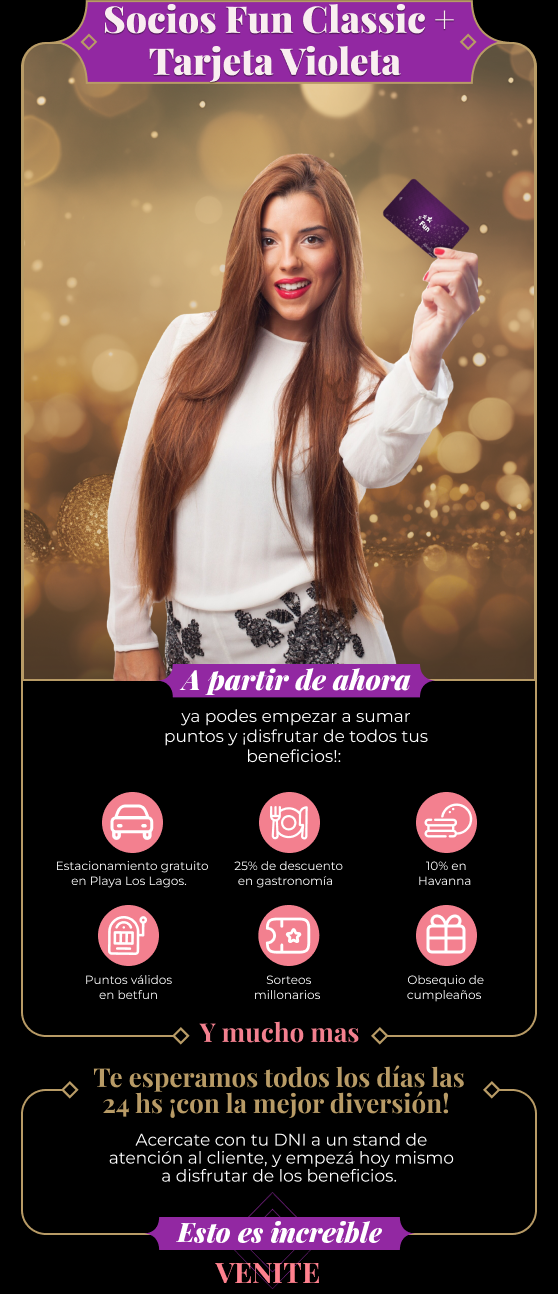 Socios Fun Classic +
Tarjeta Violeta
Fun
A partir de ahora
ya podes empezar a sumar
puntos y ¡disfrutar de todos tus
beneficios!:
Estacionamiento gratuito
en Playa Los Lagos.
25% de descuento
en gastronomía
10% en
Havanna
Puntos válidos
en betfun
Sorteos
millonarios
Obsequio de
cumpleaños
Y mucho mas
Te esperamos todos los días las
24 hs ¡con la mejor diversión!
Acercate con tu DNI a un stand de
atención al cliente, y empezá hoy mismo
a disfrutar de los beneficios.
Esto es increible
VENITE